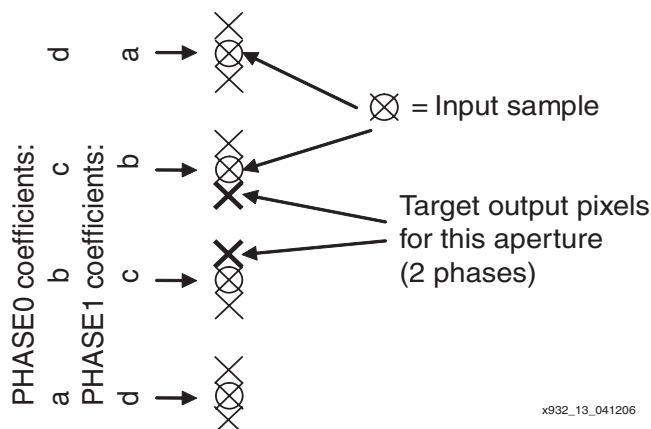 PHASE0 coefficients:
a b c d
PHASE1 coefficients:
d c b a
= Input sample
Target output pixels
for this aperture
(2 phases)
x932_13_041206